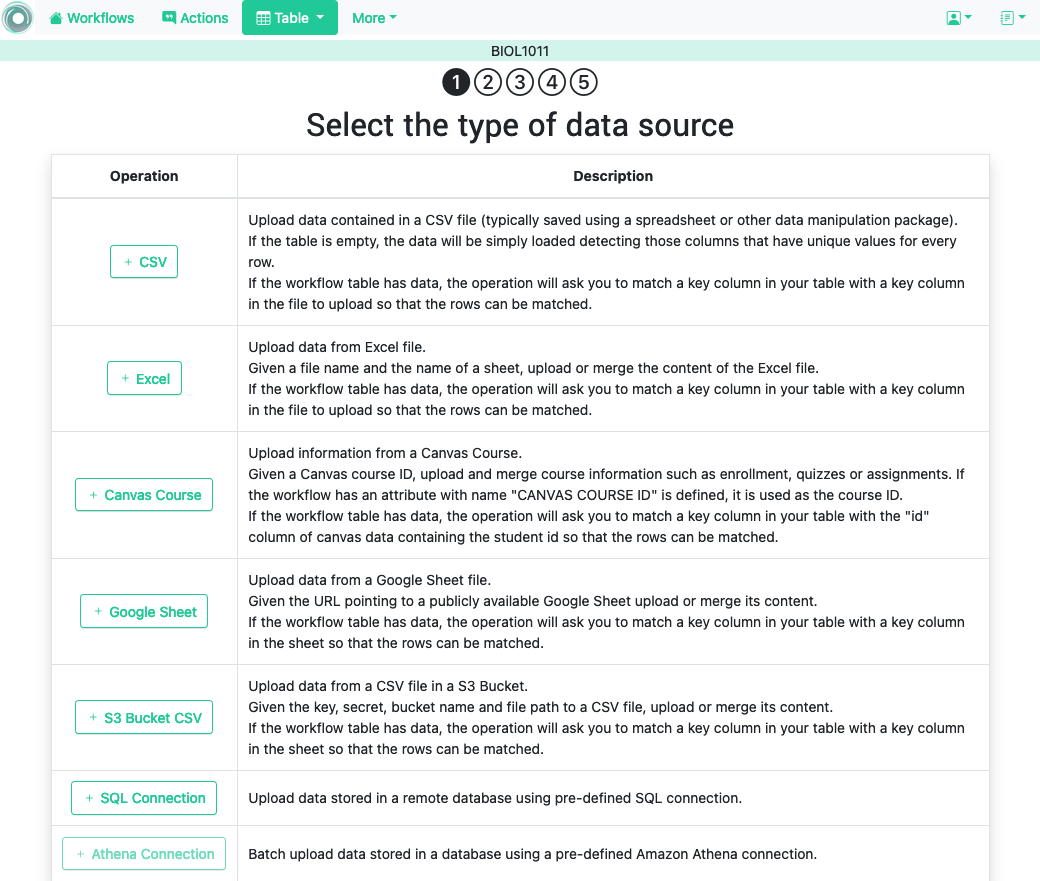 Workflows Actions Table More
BIOL1011
1 2 3 4 5
Select the type of data source
Operation Description
+ CSV
Upload data contained in a CSV file (typically saved using a spreadsheet or other data manipulation package).
If the table is empty, the data will be simply loaded detecting those columns that have unique values for every
row.
If the workflow table has data, the operation will ask you to match a key column in your table with a key column
in the file to upload so that the rows can be matched.
+ Excel
Upload data from Excel file.
Given a file name and the name of a sheet, upload or merge the content of the Excel file.
If the workflow table has data, the operation will ask you to match a key column in your table with a key column
in the file to upload so that the rows can be matched.
+ Canvas Course
Upload information from a Canvas Course.
Given a Canvas course ID, upload and merge course information such as enrollment, quizzes or assignments. If
the workflow has an attribute with name "CANVAS COURSE ID" is defined, it is used as the course ID.
If the workflow table has data, the operation will ask you to match a key column in your table with the "id"
column of canvas data containing the student id so that the rows can be matched.
+ Google Sheet
Upload data from a Google Sheet file.
Given the URL pointing to a publicly available Google Sheet upload or merge its content.
If the workflow table has data, the operation will ask you to match a key column in your table with a key column
in the sheet so that the rows can be matched.
+ S3 Bucket CSV
Upload data from a CSV file in a S3 Bucket.
Given the key, secret, bucket name and file path to a CSV file, upload or merge its content.
If the workflow table has data, the operation will ask you to match a key column in your table with a key column
in the sheet so that the rows can be matched.
+ SQL Connection
Upload data stored in a remote database using pre-defined SQL connection.
+ Athena Connection
Batch upload data stored in a database using a pre-defined Amazon Athena connection.